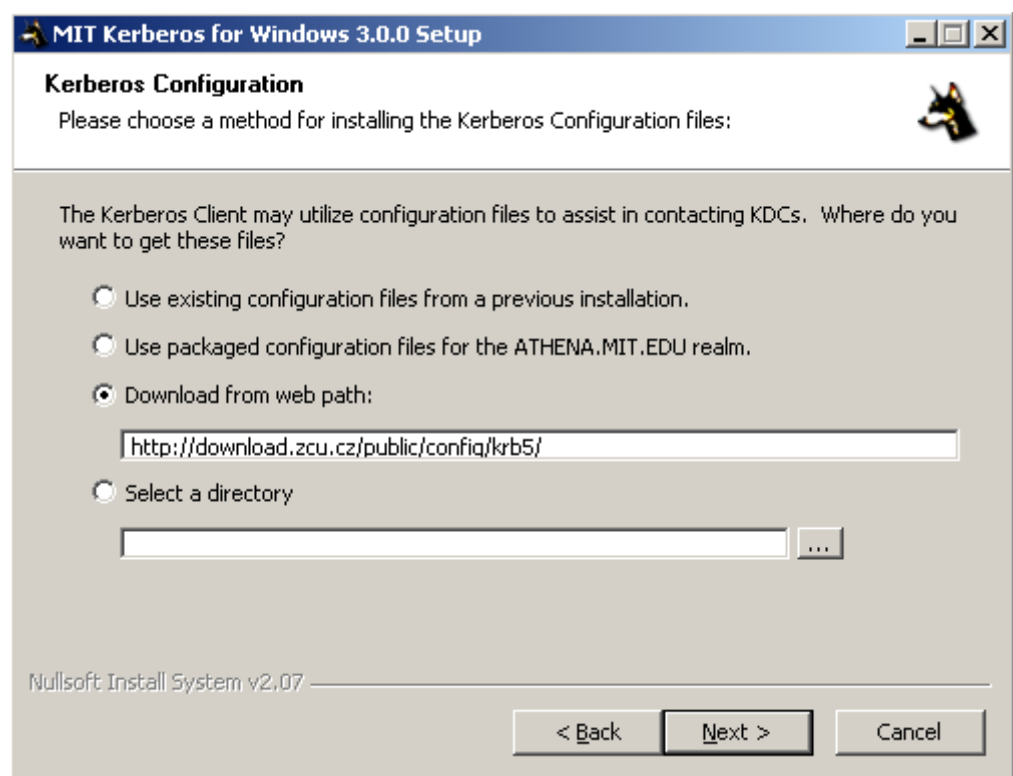 MIT Kerberos for Windows 3.0.0 Setup
Kerberos Configuration
Please choose a method for installing the Kerberos Configuration files:
The Kerberos Client may utilize configuration files to assist in contacting KDCs.  Where do you
want to get these files?
Use existing configuration files from a previous installation.
Use packaged configuration files for the ATHENA.MIT.EDU realm.
Download from web path:
http://download.zcu.cz/public/config/krb5/
Select a directory
...
Nullsoft Install System v2.07
< Back
Next >
Cancel